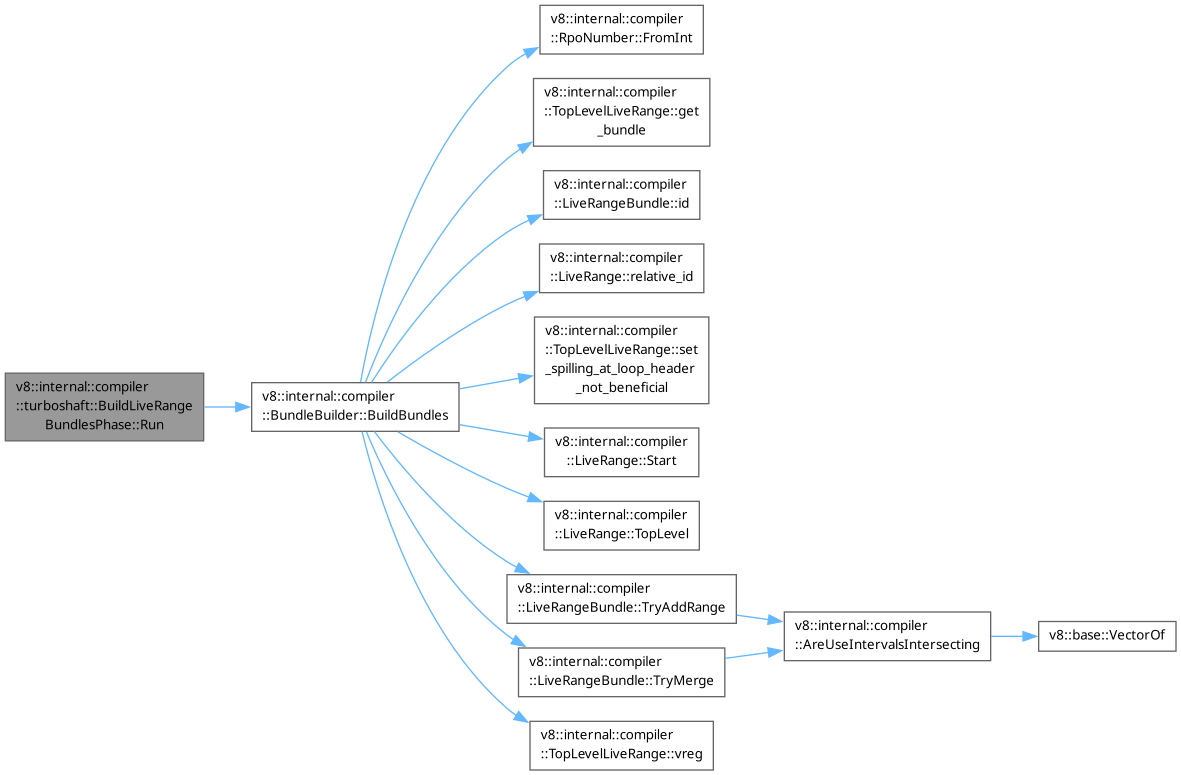 v8::internal::compiler
::RpoNumber::FromInt
v8::internal::compiler
::TopLevelLiveRange::get
_bundle
v8::internal::compiler
::LiveRangeBundle::id
v8::internal::compiler
::LiveRange::relative_id
v8::internal::compiler
::TopLevelLiveRange::set
_spilling_at_loop_header
_not_beneficial
v8::internal::compiler
::turboshaft::BuildLiveRange
BundlesPhase::Run
v8::internal::compiler
::BundleBuilder::BuildBundles
v8::internal::compiler
::LiveRange::Start
v8::internal::compiler
::LiveRange::TopLevel
v8::internal::compiler
::LiveRangeBundle::TryAddRange
v8::internal::compiler
::AreUseIntervalsIntersecting
v8::base::VectorOf
v8::internal::compiler
::LiveRangeBundle::TryMerge
v8::internal::compiler
::TopLevelLiveRange::vreg